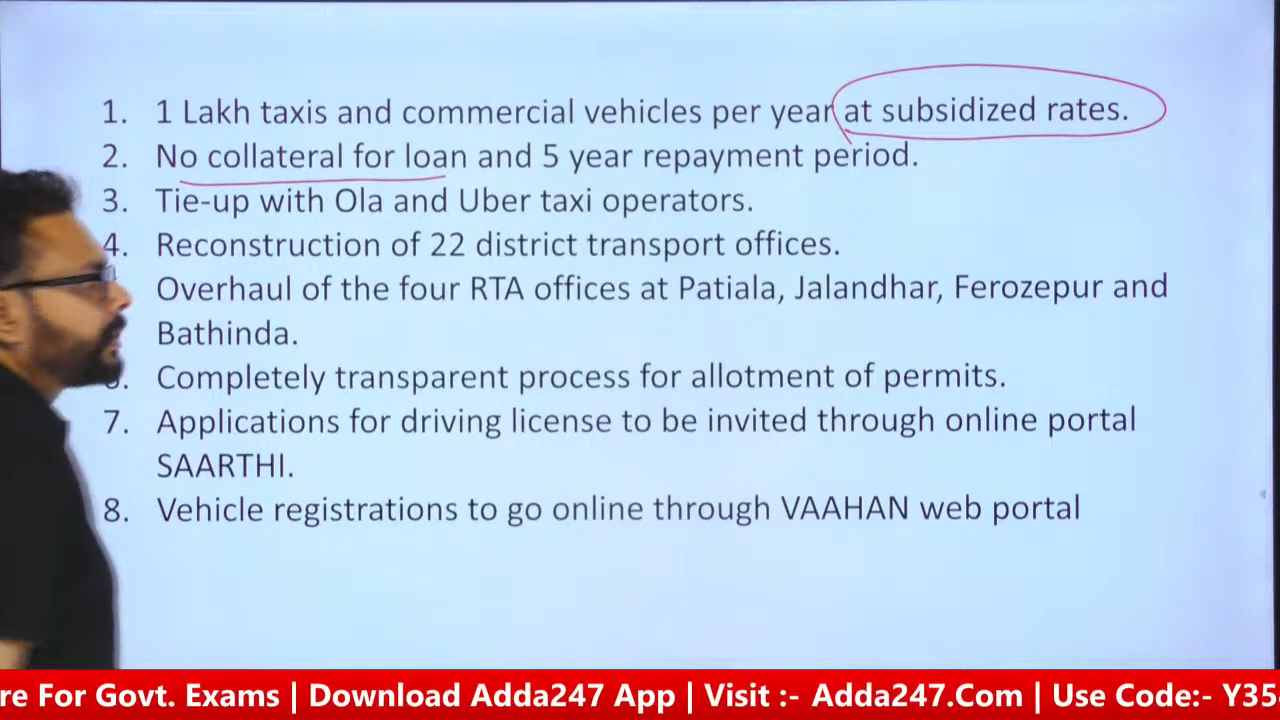 1. 1 Lakh taxis and commercial vehicles per year at subsidized rates.
2. No collateral for loan and 5 year repayment period.
3. Tie-up with Ola and Uber taxi operators.
4. Reconstruction of 22 district transport offices.
Overhaul of the four RTA offices at Patiala, Jalandhar, Ferozepur and
Bathinda.
Completely transparent process for allotment of permits.
7. Applications for driving license to be invited through online portal
SAARTHI.
8. Vehicle registrations to go online through VAAHAN web portal
re For Govt. Exams | Download Adda247 App | Visit :- Adda247.Com | Use Code:- Y35